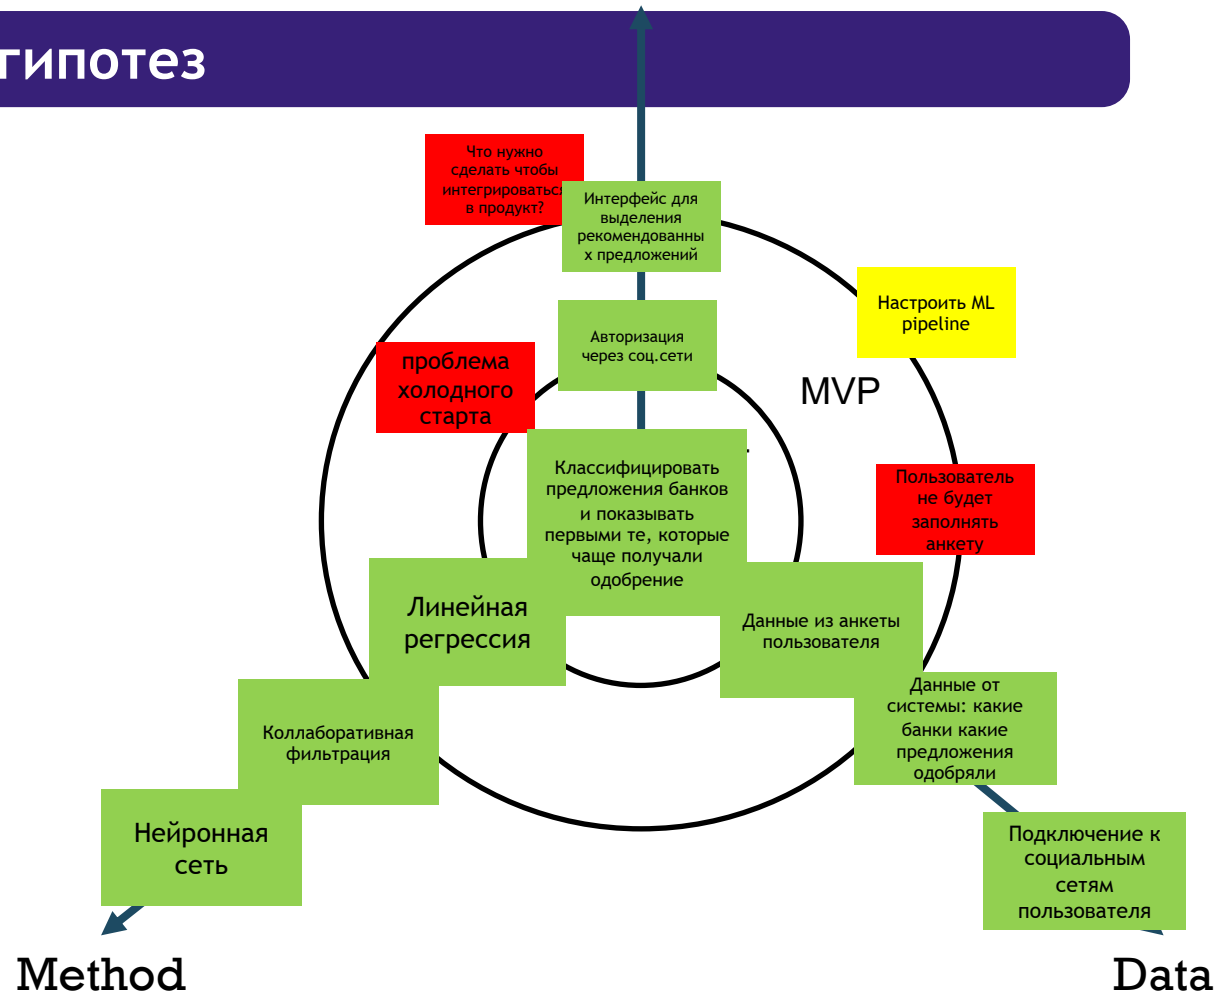 гипотез
Что нужно
сделать чтобы
интегрироваться
в продукт?
Интерфейс для
выделения
рекомендованны
х предложений
Настроить ML
pipeline
Авторизация
через соц.сети
проблема
холодного
старта
MVP
Классифицировать
предложения банков
и показывать
первыми те, которые
чаще получали
одобрение
Пользователь
не будет
заполнять
анкету
Линейная
регрессия
Данные из анкеты
пользователя
Коллаборативная
фильтрация
Данные от
системы: какие
банки какие
предложения
одобряли
Нейронная
сеть
Подключение к
социальным
сетям
пользователя
Method
Data